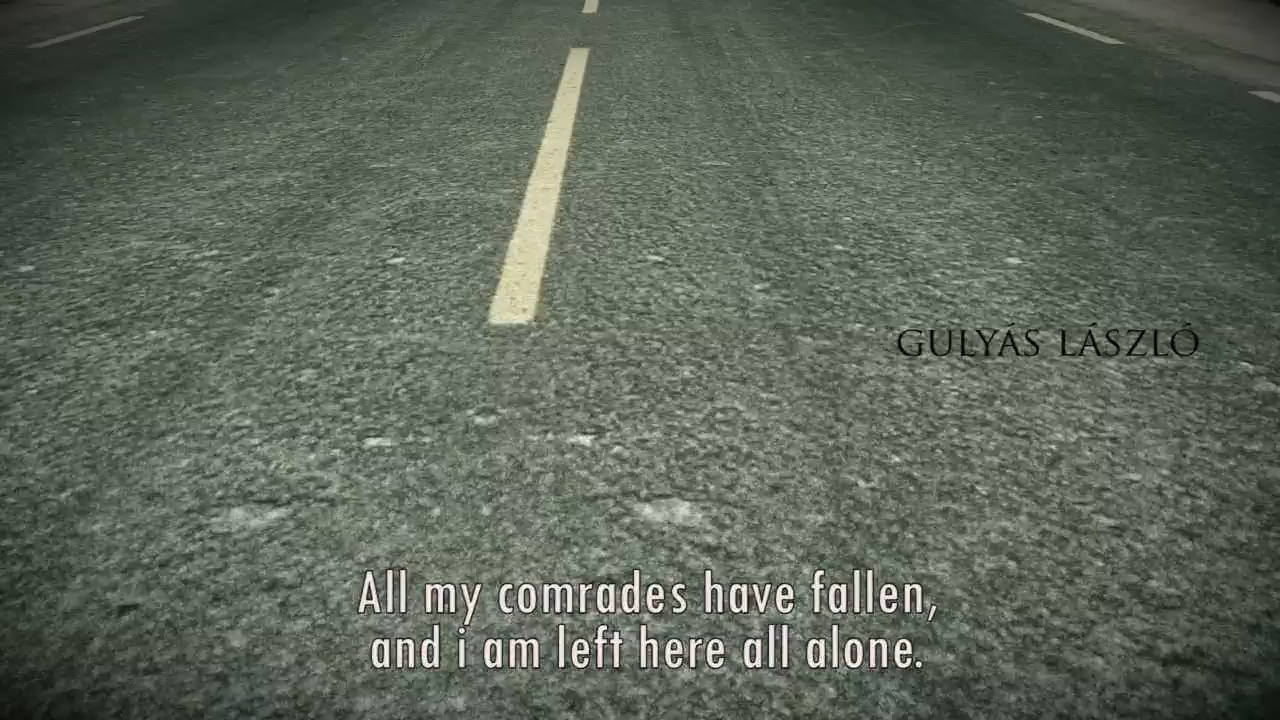 GULYÁS LÁSZLÓ
All my comrades have fallen,
and i am left here all alone.